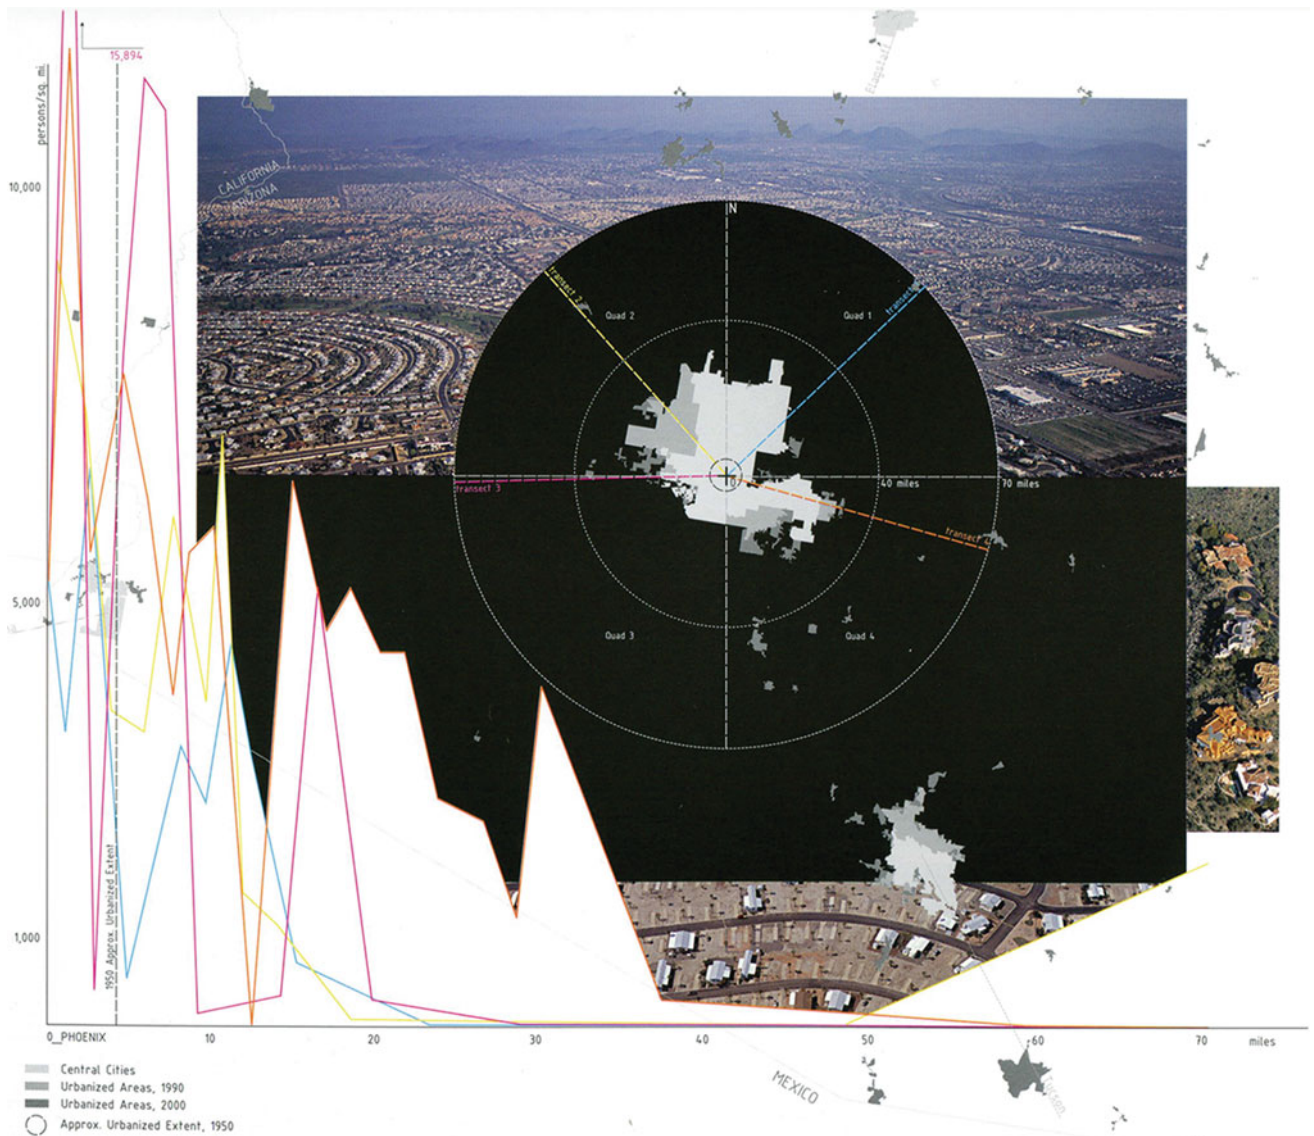 Flagstaff
15,894
persons/sq. mi.
10,000
CALIFORNIA
ARIZONA
N
transect 2
transect
Quad 2
Quad 1
0
40 miles
70 miles
transect 3
transect 4
5,000
Quad 3
Quad 4
1950 Approx Urbanized Extent
1,000
0_PHOENIX
10
20
30
40
50
60
70
miles
Central Cities
Urbanized Areas, 1990
Urbanized Areas, 2000
Approx. Urbanized Extent, 1950
MEXICO
Tucson